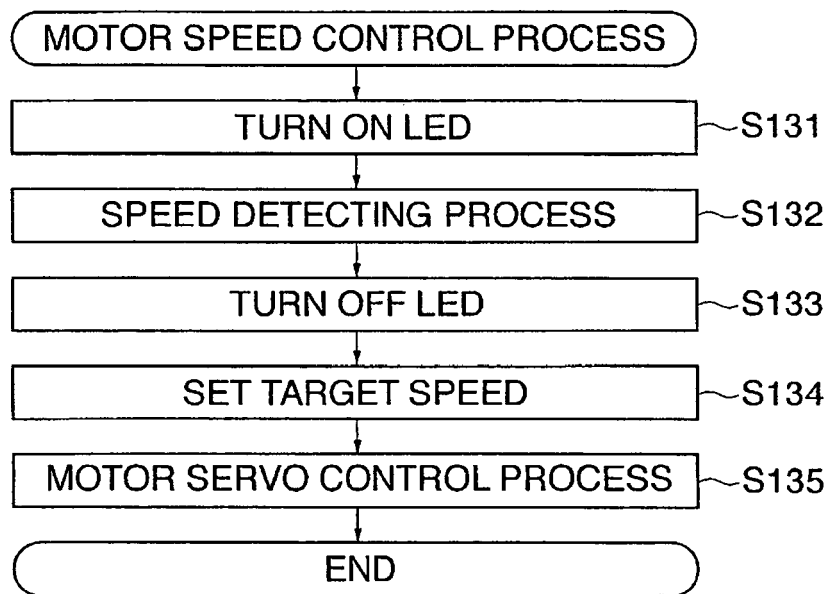 MOTOR SPEED CONTROL PROCESS
TURN ON LED S131
SPEED DETECTING PROCESS S132
TURN OFF LED S133
SET TARGET SPEED S134
MOTOR SERVO CONTROL PROCESS S135
END